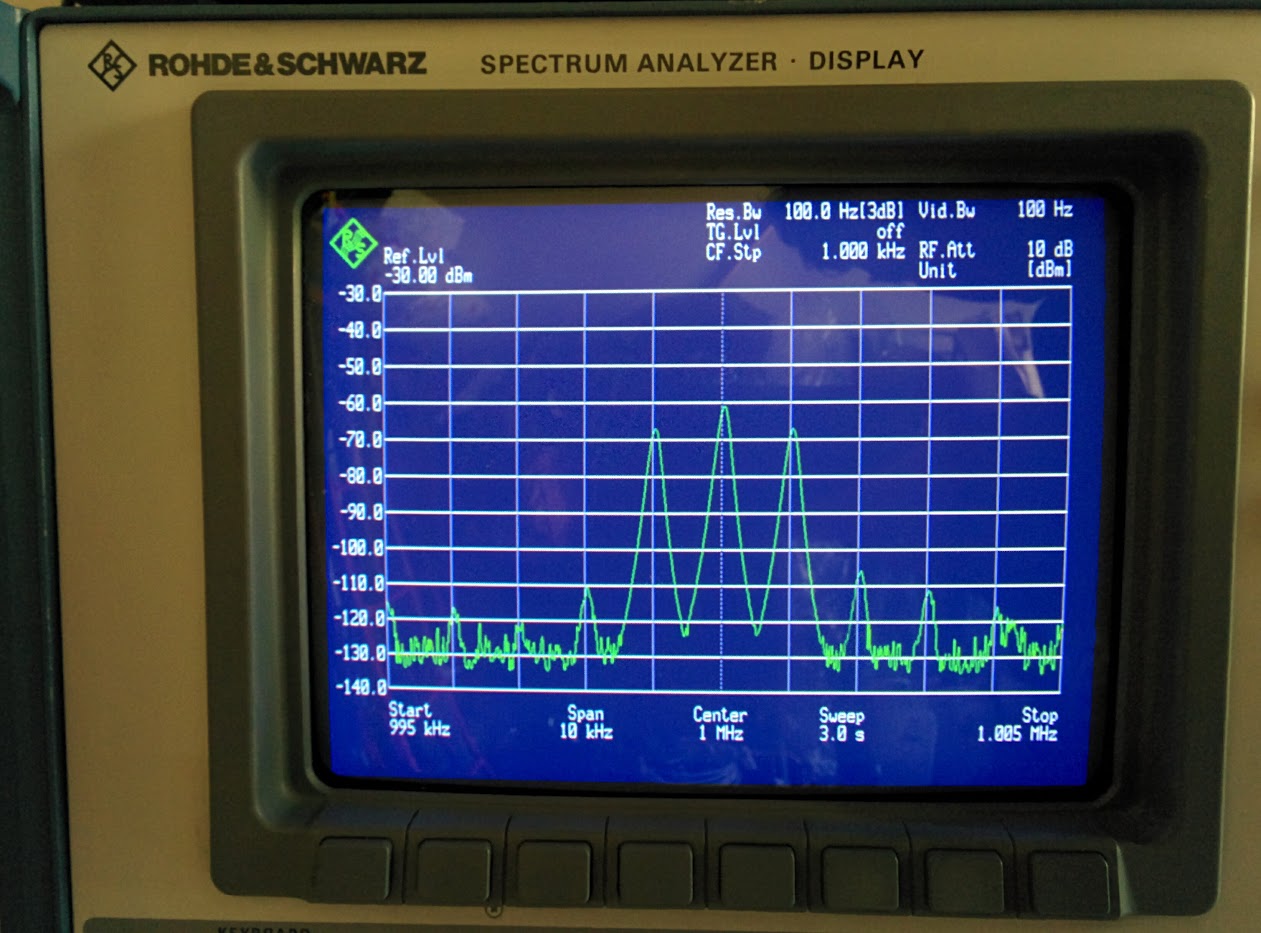 ROHDE&SCHWARZ SPECTRUM ANALYZER · DISPLAY
Res.Bw 100.0 Hz[3dB] Vid.Bw 100 Hz
TG.Lvl off
CF.Stp 1.000 kHz RF.Att 10 dB
Unit [dBm]
Ref.Lvl
-30.00 dBm
-30.0
-40.0
-50.0
-60.0
-70.0
-80.0
-90.0
-100.0
-110.0
-120.0
-130.0
-140.0
Start Span Center Sweep Stop
995 kHz 10 kHz 1 MHz 3.0 s 1.005 MHz
KEYBOARD